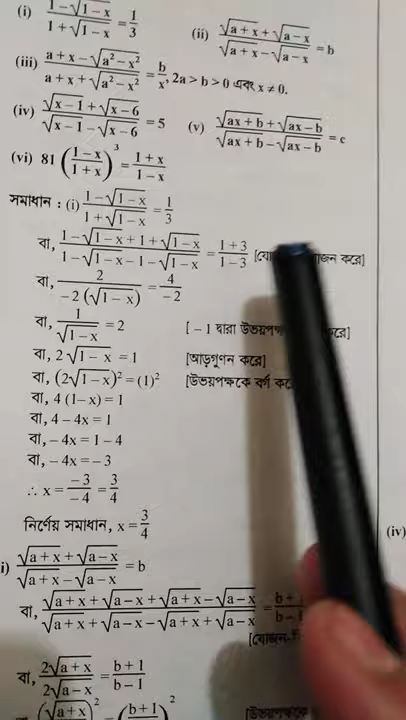 (i) (1−√(1−x))/(1+√(1−x)) = 1/3
(ii) (√(a+x)+√(a−x))/(√(a+x)−√(a−x)) = b
(iii) (a+x−√(a²−x²))/(a+x+√(a²−x²)) = b/x, 2a > b > 0 এবং x ≠ 0.
(iv) (√(x−1)+√(x−6))/(√(x−1)−√(x−6)) = 5
(v) (√(ax+b)+√(ax−b))/(√(ax+b)−√(ax−b)) = c
(vi) 81 ((1−x)/(1+x))³ = (1+x)/(1−x)
সমাধান : (i) (1−√(1−x))/(1+√(1−x)) = 1/3
বা, (1−√(1−x)+1+√(1−x))/(1−√(1−x)−1−√(1−x)) = (1+3)/(1−3) করে]
বা, 2/(−2(√(1−x))) = 4/(−2)
বা, 1/√(1−x) = 2 [−1 দ্বারা করে]
বা, 2√(1−x) = 1 [আড়গুণন করে]
বা, (2√(1−x))² = (1)² [উভয়পক্ষকে বর্গ
বা, 4 (1−x) = 1
বা, 4 − 4x = 1
বা, −4x = 1 − 4
বা, −4x = −3
∴ x = (−3)/(−4) = 3/4
নির্ণেয় সমাধান, x = 3/4
i) (√(a+x)+√(a−x))/(√(a+x)−√(a−x)) = b
বা, (√(a+x)+√(a−x)+√(a+x)−√(a−x))/(√(a+x)+√(a−x)−√(a+x)+√(a−x)) =
বা, 2√(a+x)/2√(a−x) = (b+1)/(b−1)
(iv)